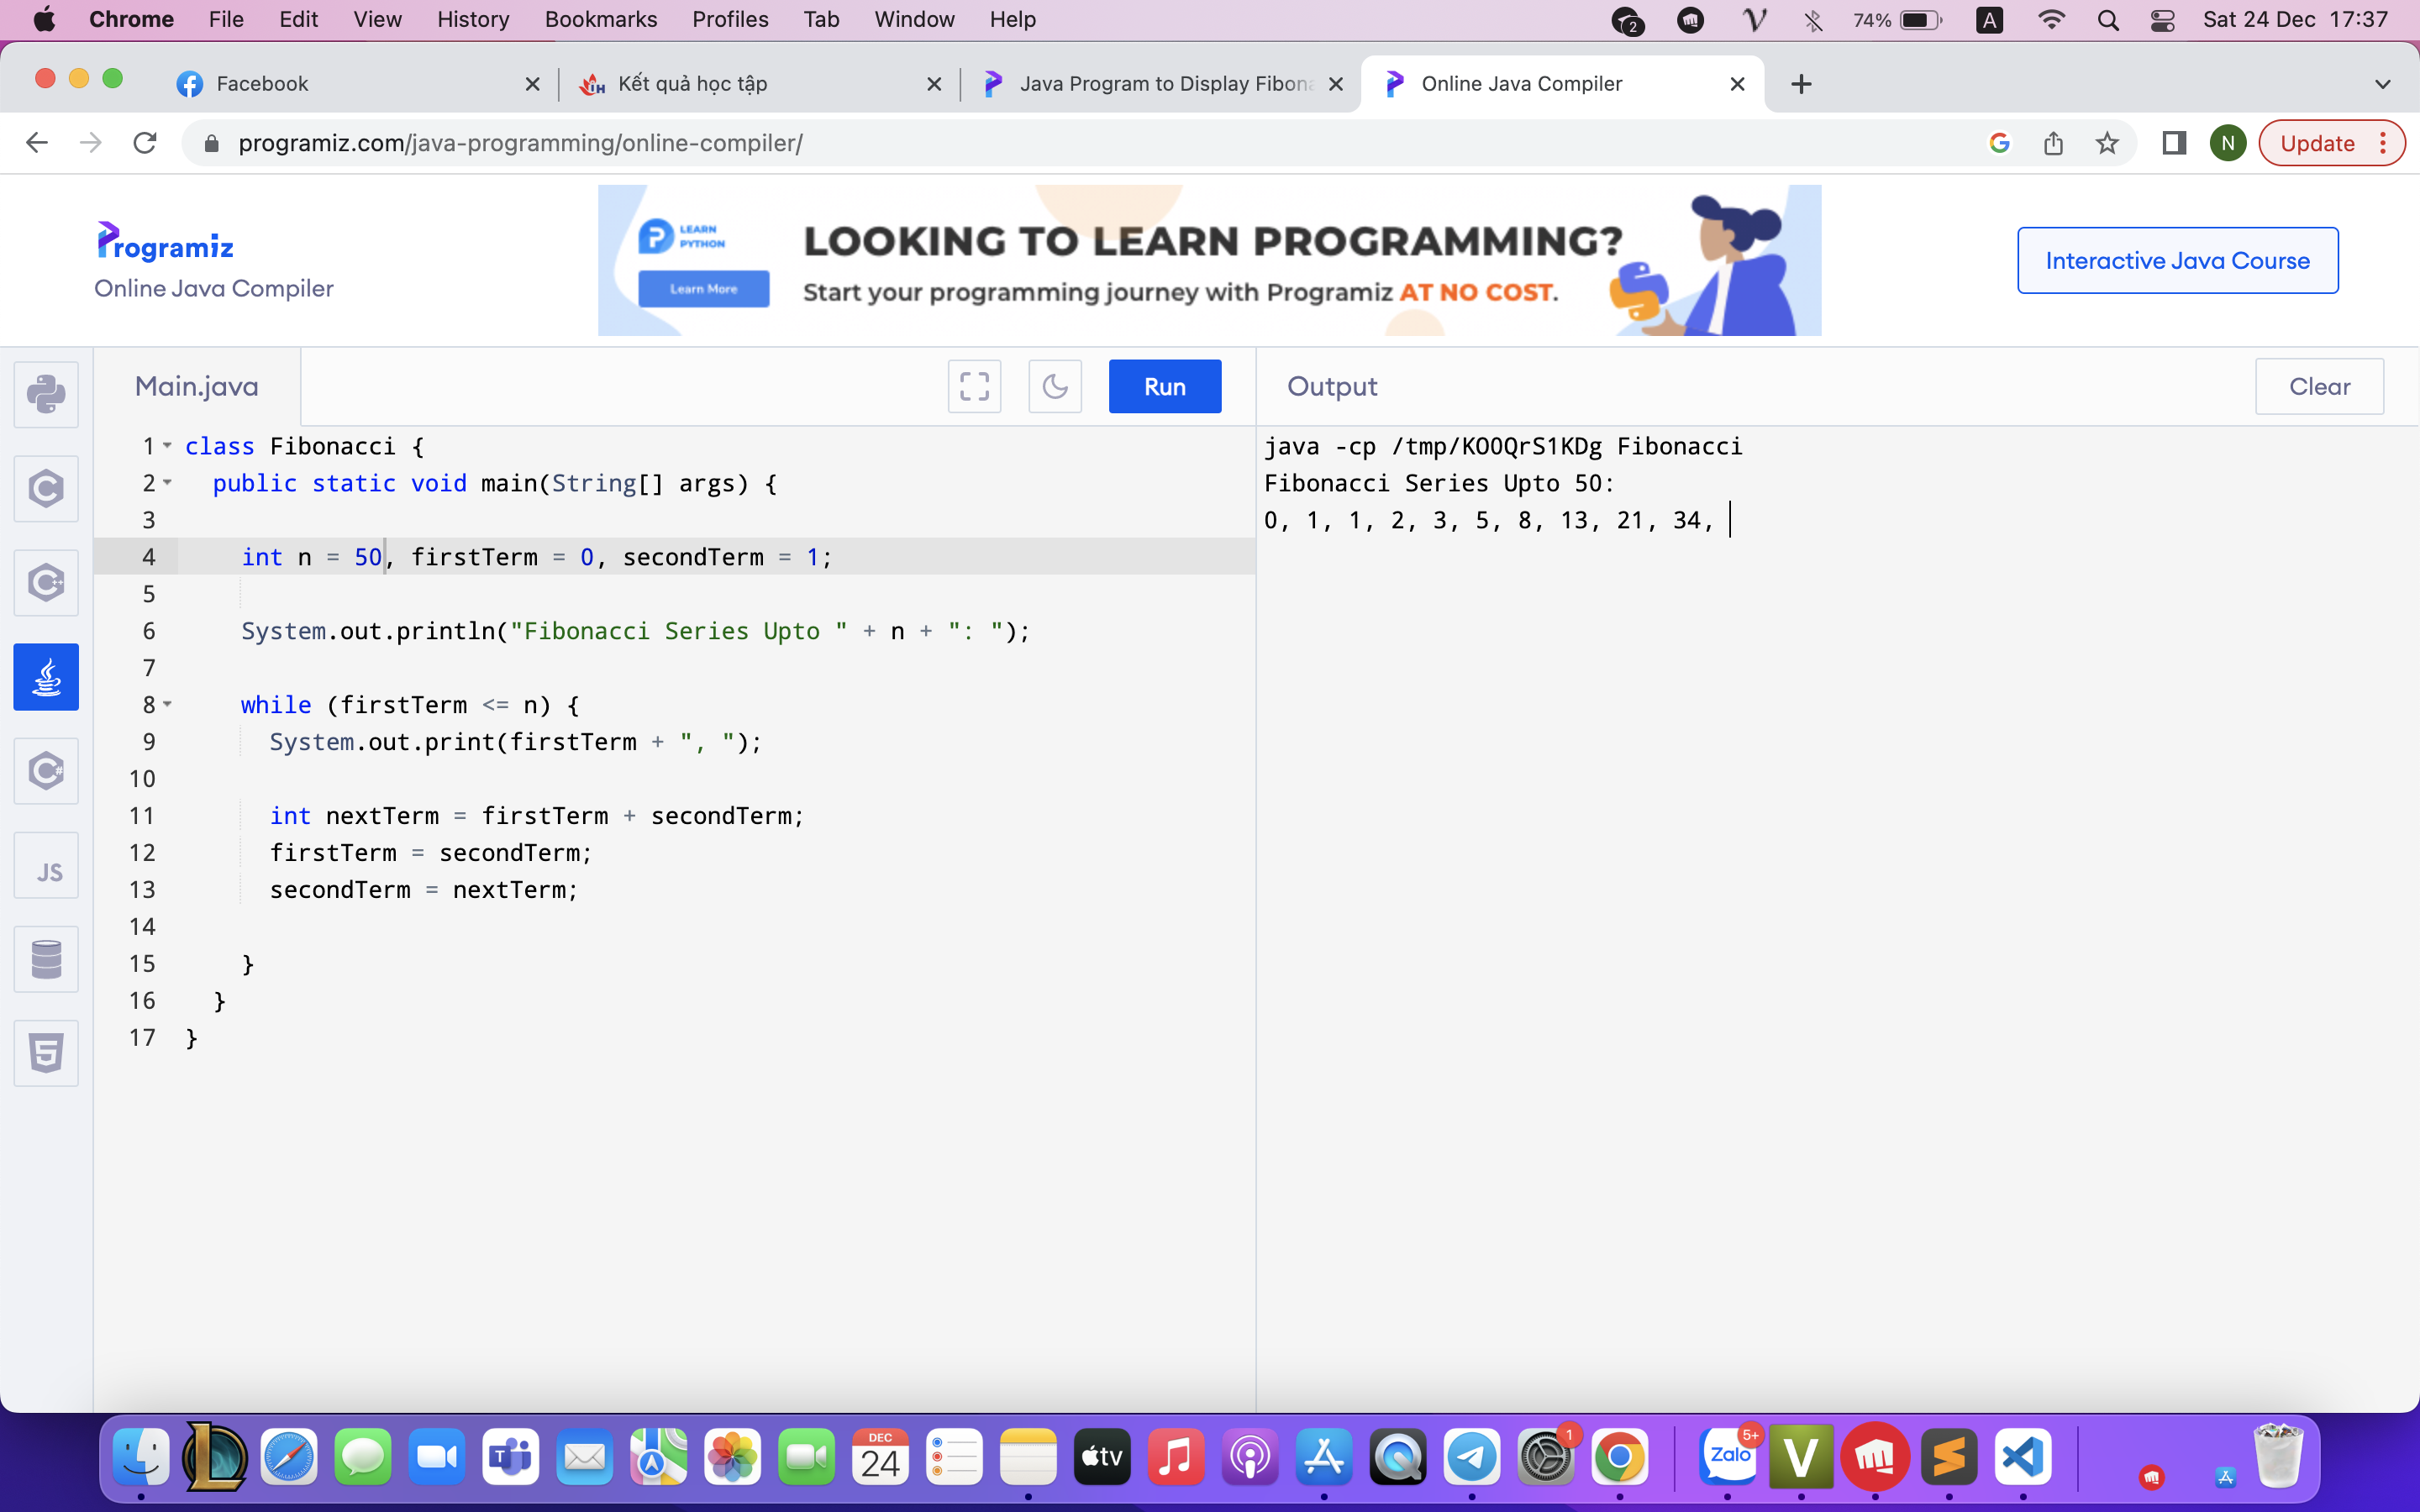 Chrome File Edit View History Bookmarks Profiles Tab Window Help 2 74% A Sat 24 Dec 17:37
Facebook Kết quả học tập Java Program to Display Fibona Online Java Compiler
programiz.com/java-programming/online-compiler/ N Update
Programiz
Online Java Compiler
LEARN
PYTHON
Learn More
LOOKING TO LEARN PROGRAMMING?
Start your programming journey with Programiz AT NO COST.
Interactive Java Course
Main.java Run
1 class Fibonacci {
2 public static void main(String[] args) {
3
4 int n = 50, firstTerm = 0, secondTerm = 1;
5
6 System.out.println("Fibonacci Series Upto " + n + ": ");
7
8 while (firstTerm <= n) {
9 System.out.print(firstTerm + ", ");
10
11 int nextTerm = firstTerm + secondTerm;
12 firstTerm = secondTerm;
13 secondTerm = nextTerm;
14
15 }
16 }
17 }
Output Clear
java -cp /tmp/KO0QrS1KDg Fibonacci
Fibonacci Series Upto 50:
0, 1, 1, 2, 3, 5, 8, 13, 21, 34,
JS
DEC
24
tv
1
Zalo
5+
V